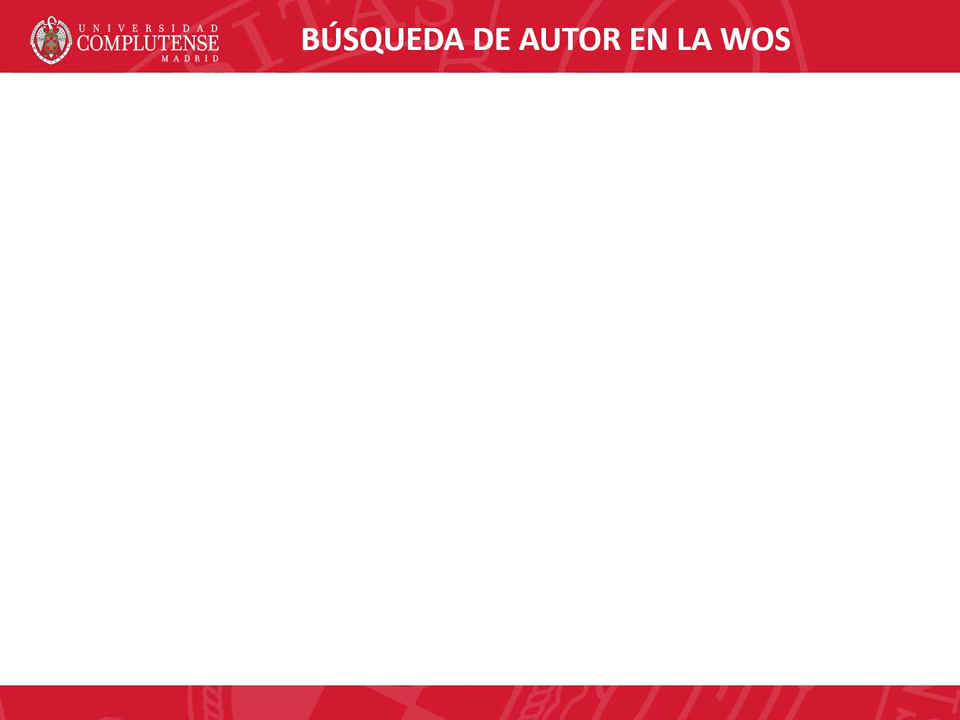 UNIVERSIDAD
COMPLUTENSE
MADRID
BÚSQUEDA DE AUTOR EN LA WOS